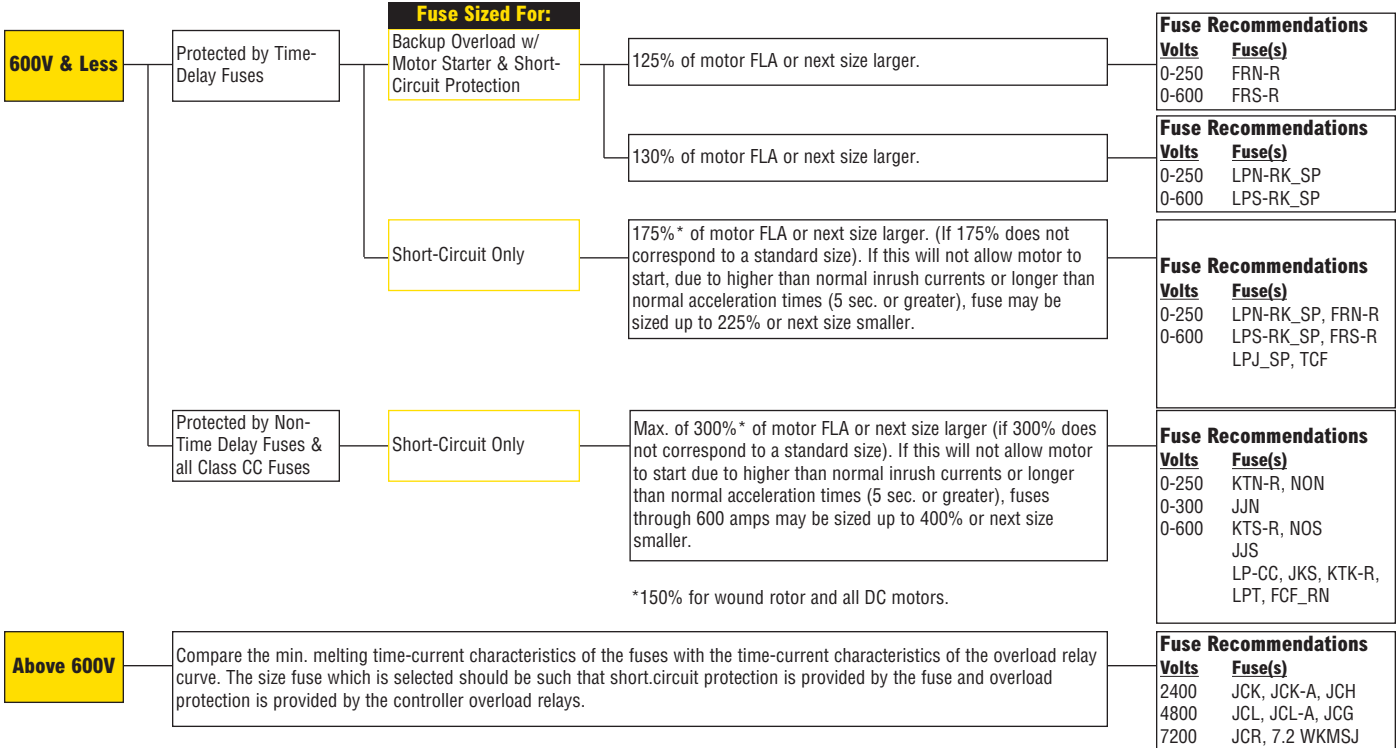 Fuse Sized For:
600V & Less
Protected by Time-
Delay Fuses
Backup Overload w/
Motor Starter & Short-
Circuit Protection
125% of motor FLA or next size larger.
Fuse Recommendations
Volts Fuse(s)
0-250 FRN-R
0-600 FRS-R
130% of motor FLA or next size larger.
Fuse Recommendations
Volts Fuse(s)
0-250 LPN-RK_SP
0-600 LPS-RK_SP
Short-Circuit Only
175%* of motor FLA or next size larger. (If 175% does not
correspond to a standard size). If this will not allow motor to
start, due to higher than normal inrush currents or longer than
normal acceleration times (5 sec. or greater), fuse may be
sized up to 225% or next size smaller.
Fuse Recommendations
Volts Fuse(s)
0-250 LPN-RK_SP, FRN-R
0-600 LPS-RK_SP, FRS-R
LPJ_SP, TCF
Protected by Non-
Time Delay Fuses &
all Class CC Fuses
Short-Circuit Only
Max. of 300%* of motor FLA or next size larger (if 300% does
not correspond to a standard size). If this will not allow motor
to start due to higher than normal inrush currents or longer
than normal acceleration times (5 sec. or greater), fuses
through 600 amps may be sized up to 400% or next size
smaller.
Fuse Recommendations
Volts Fuse(s)
0-250 KTN-R, NON
0-300 JJN
0-600 KTS-R, NOS
JJS
LP-CC, JKS, KTK-R,
LPT, FCF_RN
*150% for wound rotor and all DC motors.
Above 600V
Compare the min. melting time-current characteristics of the fuses with the time-current characteristics of the overload relay
curve. The size fuse which is selected should be such that short.circuit protection is provided by the fuse and overload
protection is provided by the controller overload relays.
Fuse Recommendations
Volts Fuse(s)
2400 JCK, JCK-A, JCH
4800 JCL, JCL-A, JCG
7200 JCR, 7.2 WKMSJ